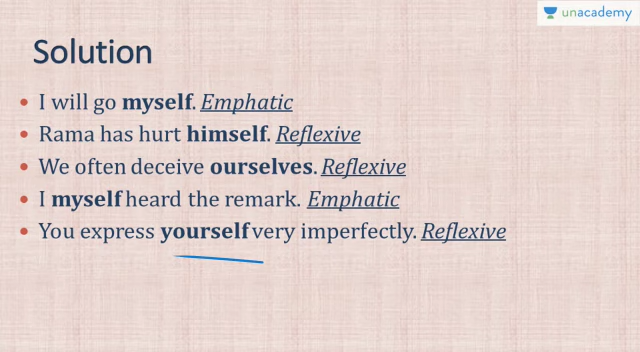 unacademy
Solution
I will go myself. Emphatic
Rama has hurt himself. Reflexive
We often deceive ourselves. Reflexive
I myself heard the remark. Emphatic
You express yourself very imperfectly. Reflexive